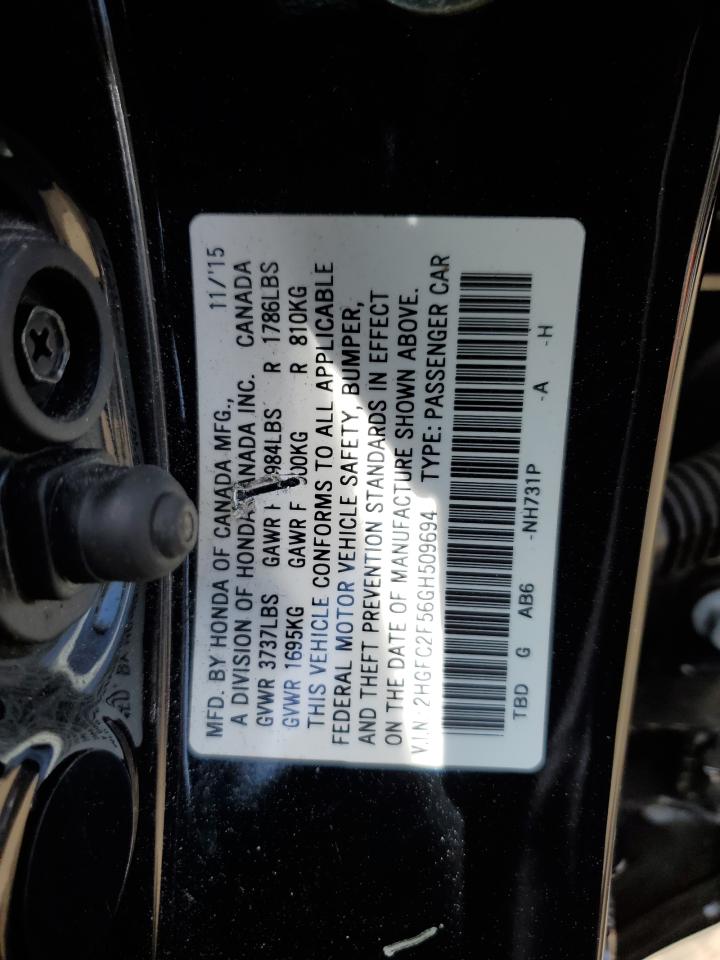 MFD. BY HONDA OF CANADA MFG., 11/'15
A DIVISION OF HONDA CANADA INC. CANADA
GVWR 3737LBS GAWR 984LBS R 1786LBS
GVWR 1695KG GAWR F 00KG R 810KG
THIS VEHICLE CONFORMS TO ALL APPLICABLE
FEDERAL MOTOR VEHICLE SAFETY, BUMPER,
AND THEFT PREVENTION STANDARDS IN EFFECT
ON THE DATE OF MANUFACTURE SHOWN ABOVE.
V.I.N: 2HGFC2F56GH509694 TYPE: PASSENGER CAR
TBD G AB6 -NH731P -A -H